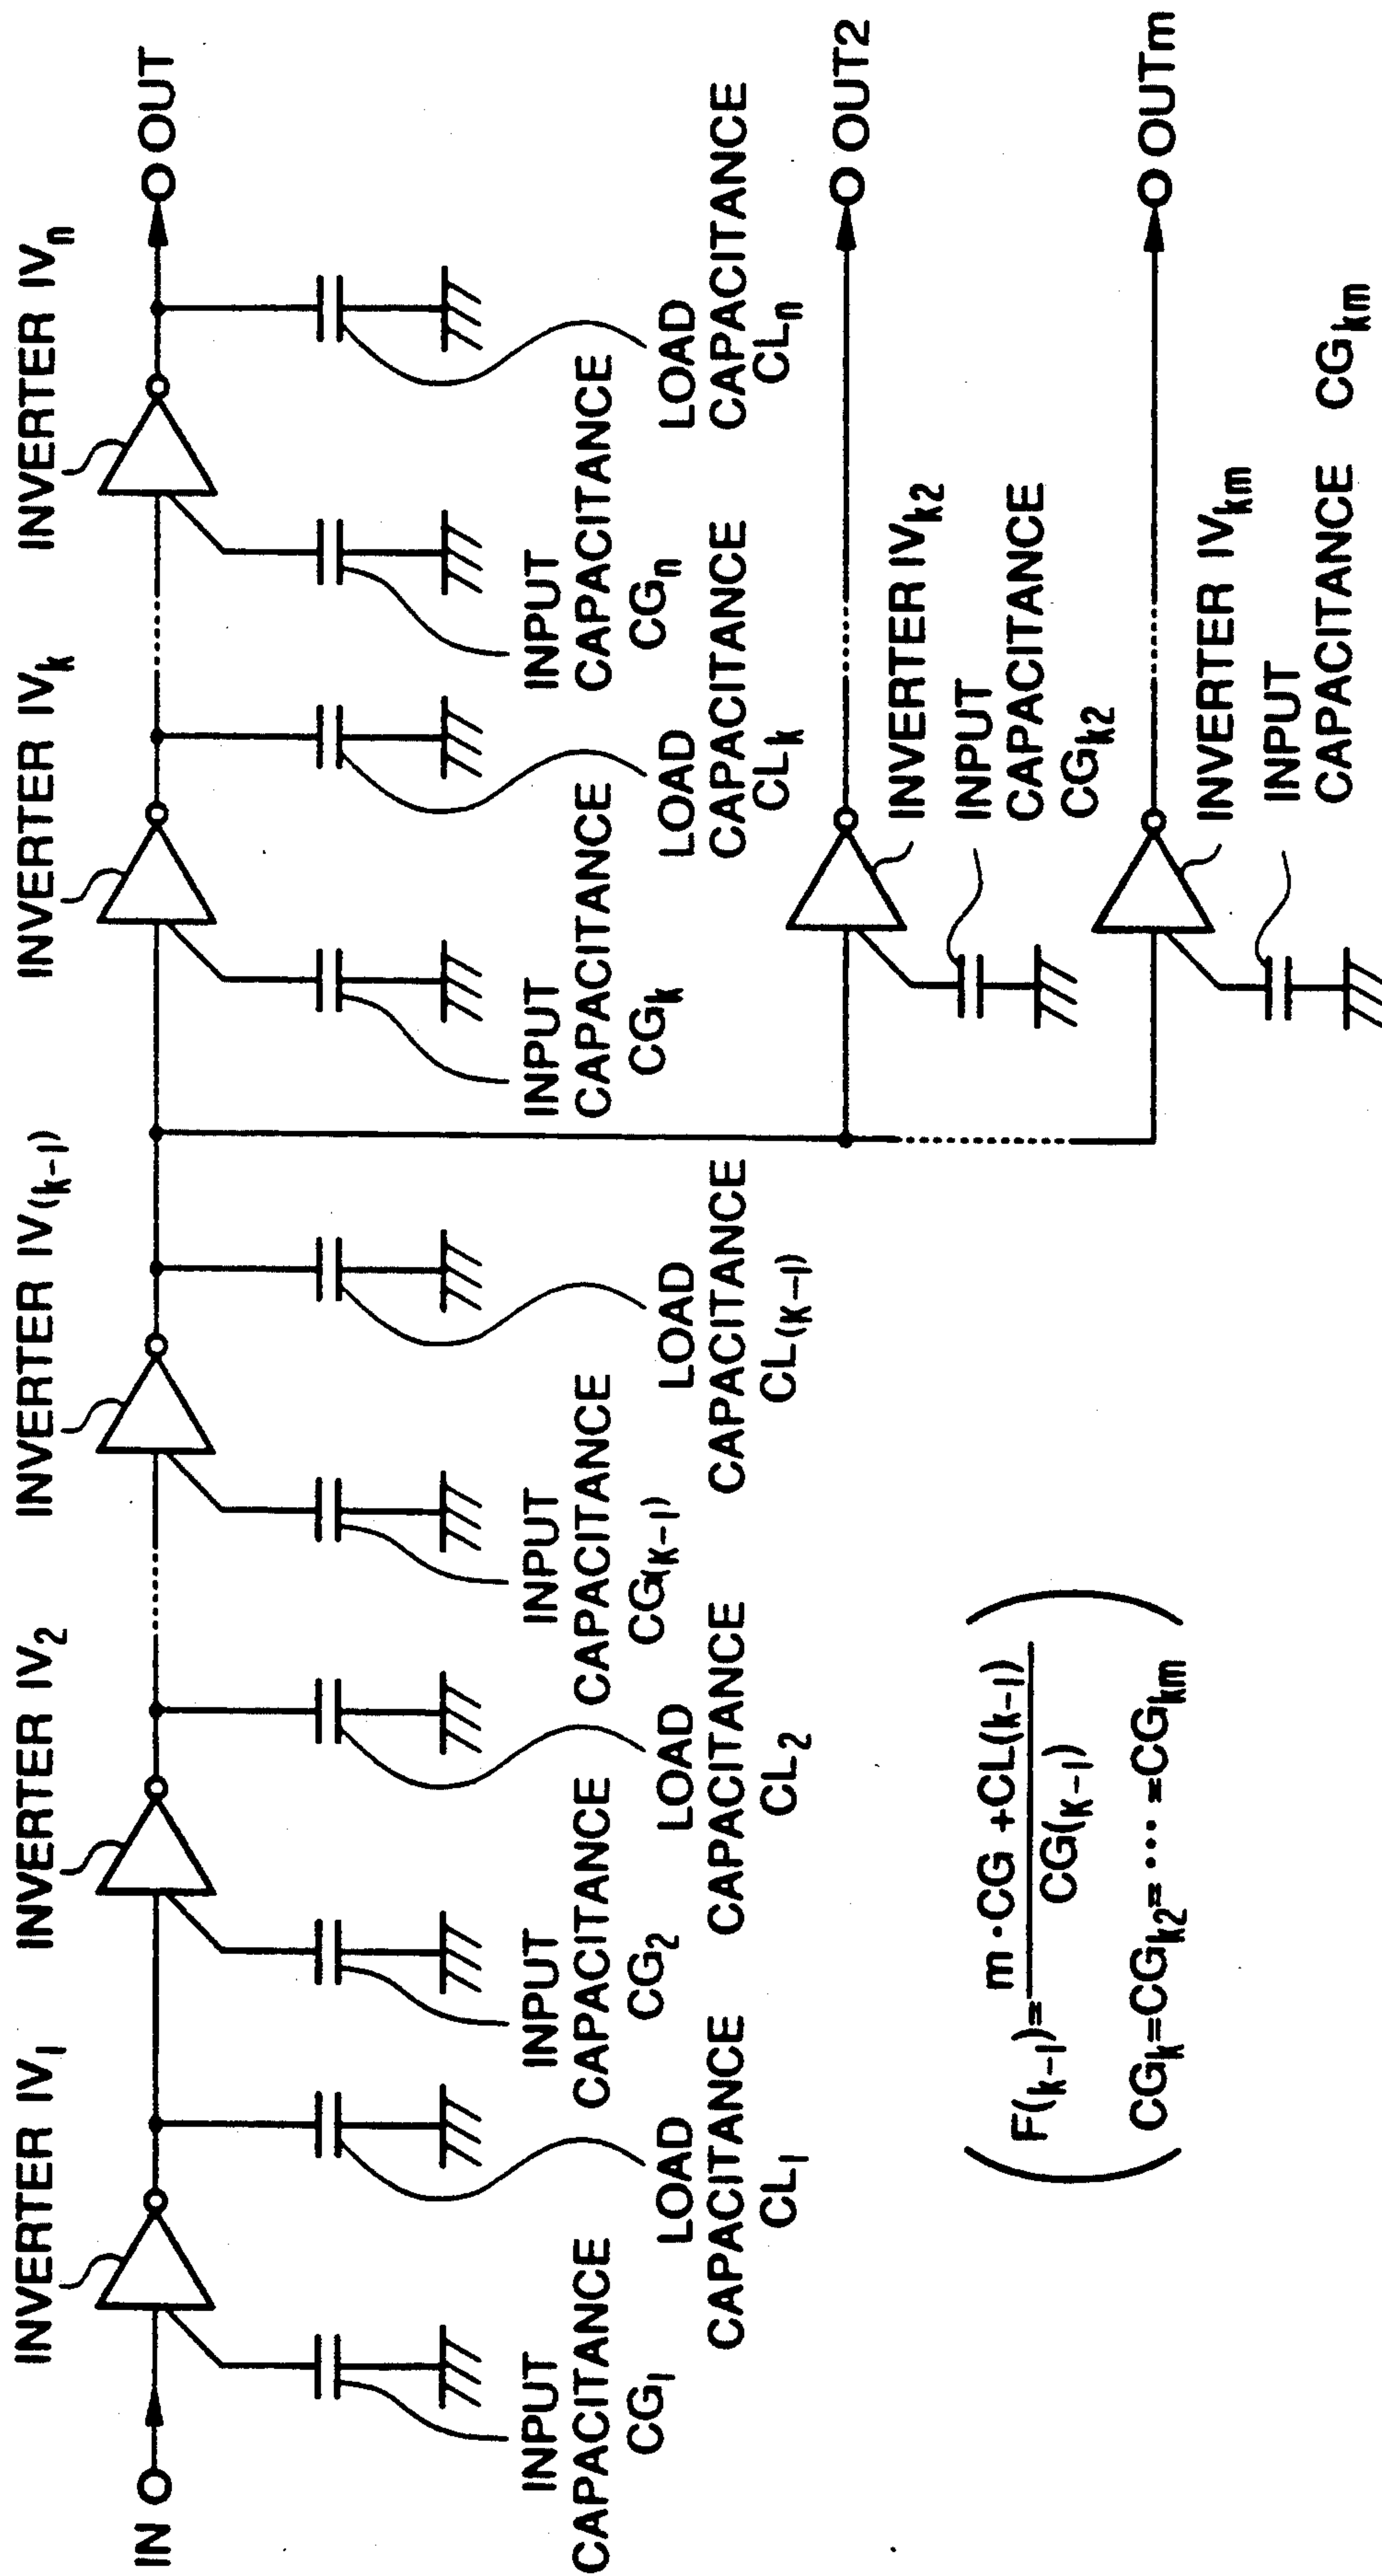 INVERTER IV1
INVERTER IV2
INVERTER IV(k-1)
INVERTER IVk
INVERTER IVn
IN
OUT
INPUT
CAPACITANCE
CG1
LOAD
CAPACITANCE
CL1
INPUT
CAPACITANCE
CG2
LOAD
CAPACITANCE
CL2
INPUT
CAPACITANCE
CG(K-1)
LOAD
CAPACITANCE
CL(K-1)
INPUT
CAPACITANCE
CGk
LOAD
CAPACITANCE
CLk
INPUT
CAPACITANCE
CGn
LOAD
CAPACITANCE
CLn
OUT2
INVERTER IVk2
INPUT
CAPACITANCE
CGk2
OUTm
INVERTER IVkm
INPUT
CAPACITANCE CGkm
F(k-1)= m·CG +CL(k-1)
CG(K-1)
CGk=CGk2= ··· =CGkm